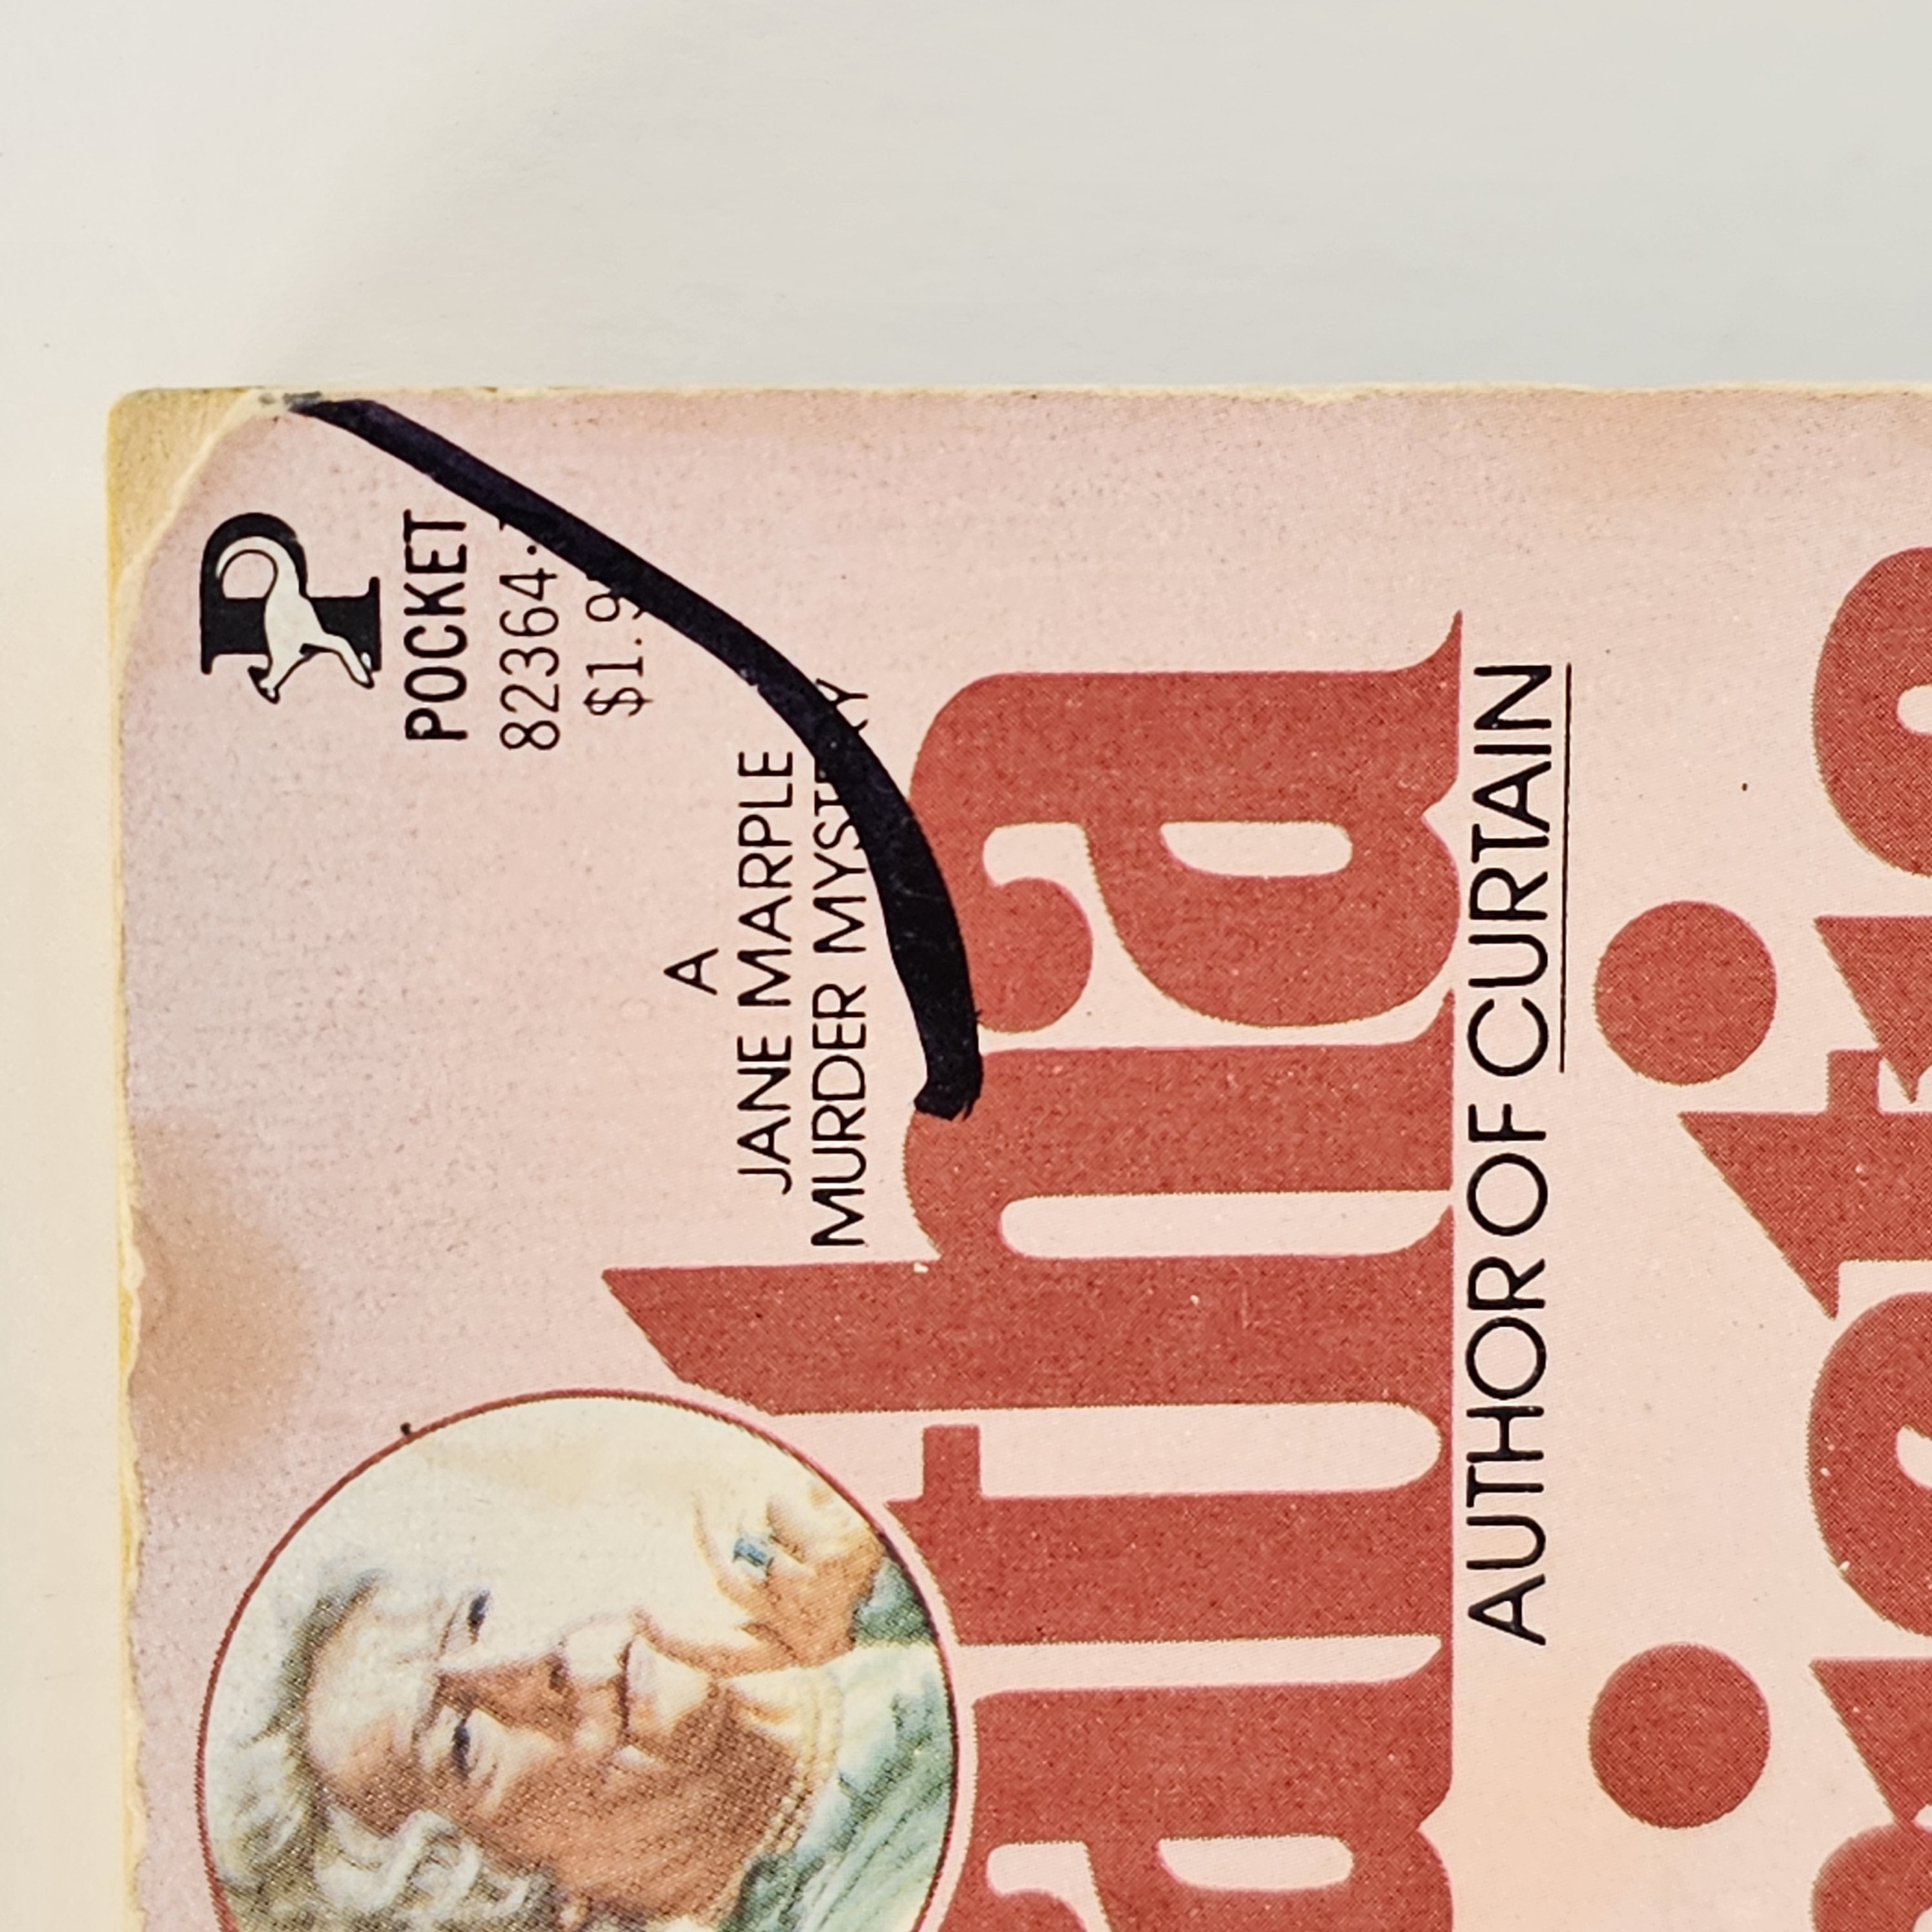 P
POCKET
82364
$1.9
A
JANE MARPLE
MURDER MYSTERY
atha
AUTHOR OF CURTAIN